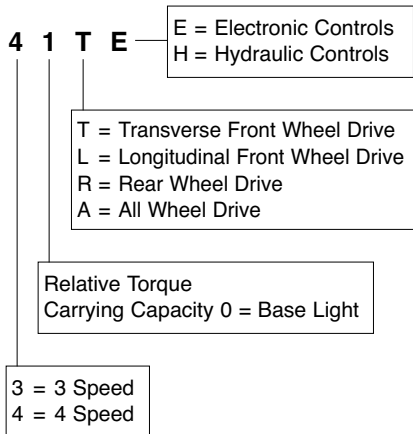 4 1 T E
E = Electronic Controls
H = Hydraulic Controls
T = Transverse Front Wheel Drive
L = Longitudinal Front Wheel Drive
R = Rear Wheel Drive
A = All Wheel Drive
Relative Torque
Carrying Capacity 0 = Base Light
3 = 3 Speed
4 = 4 Speed